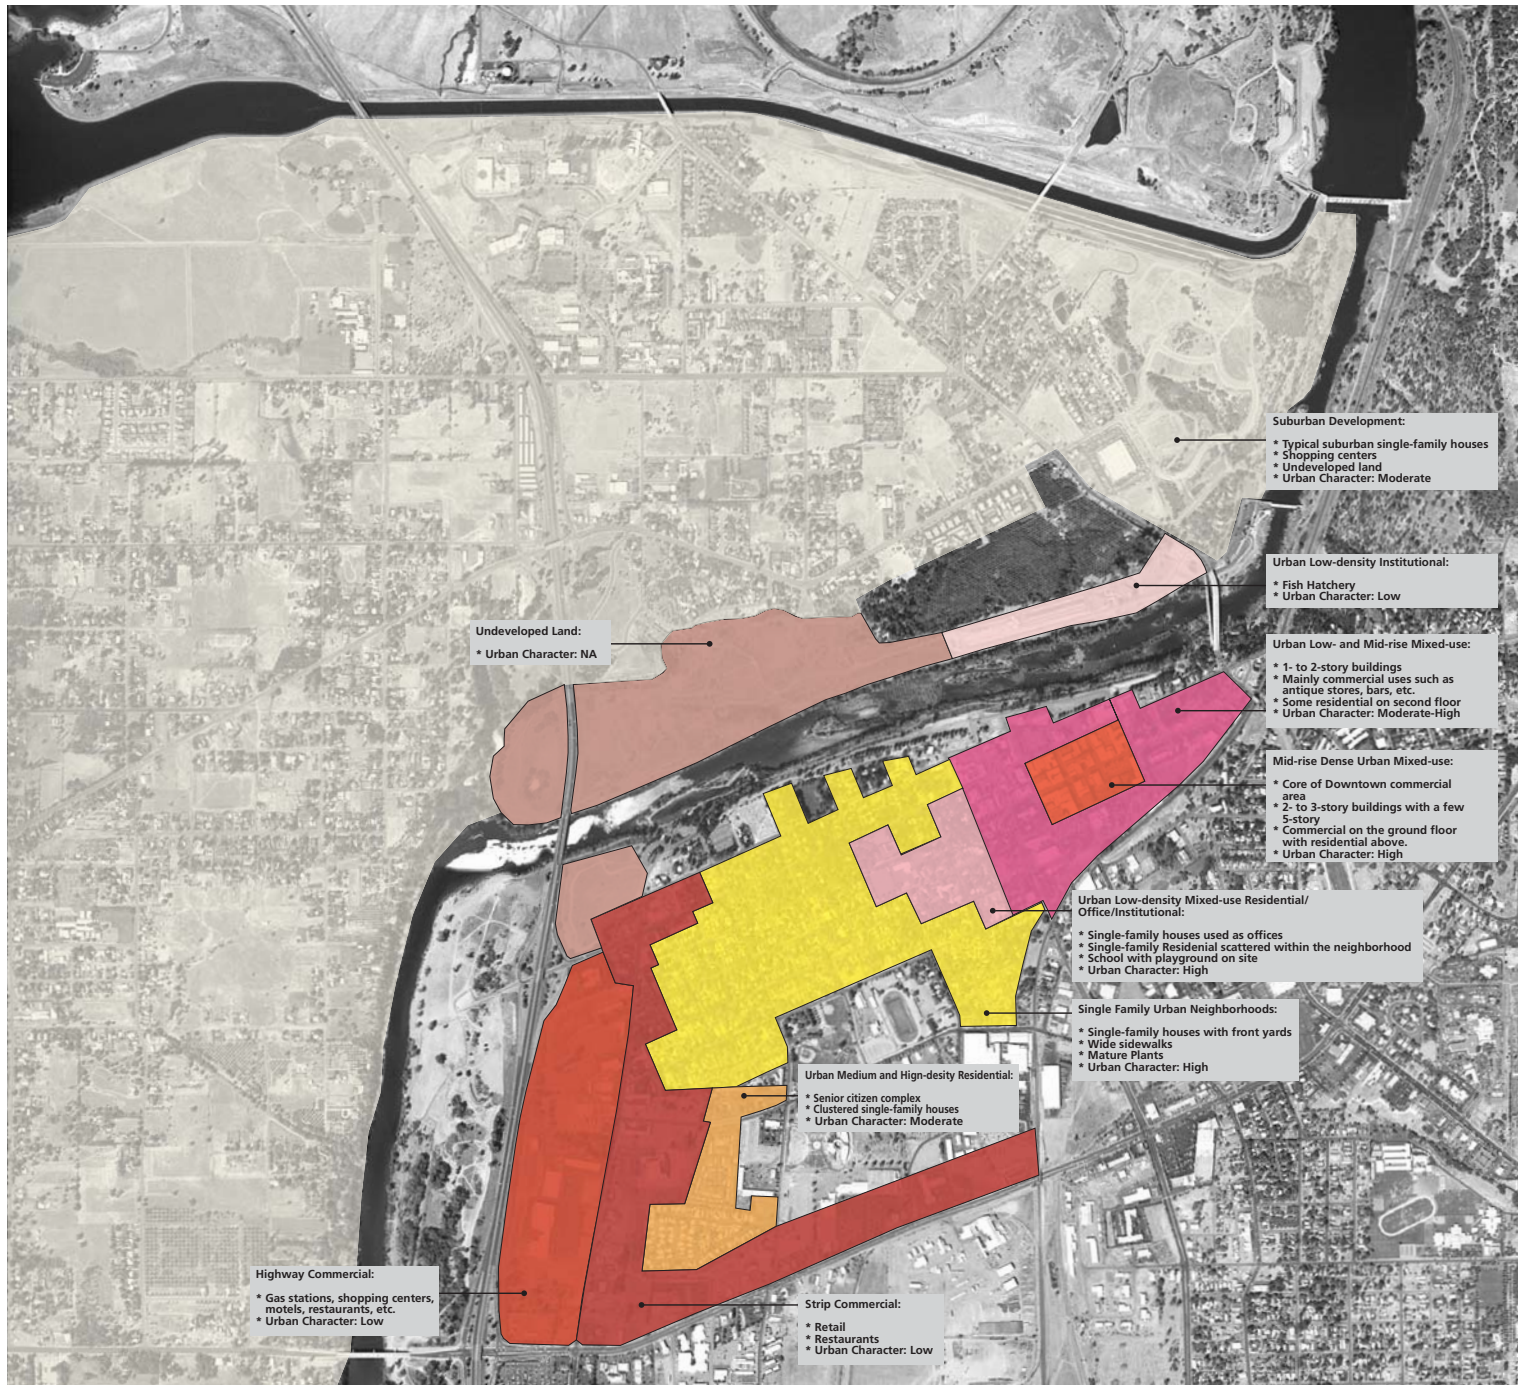 Suburban Development:
* Typical suburban single-family houses
* Shopping centers
* Undeveloped land
* Urban Character: Moderate
Urban Low-density Institutional:
* Fish Hatchery
* Urban Character: Low
Undeveloped Land:
* Urban Character: NA
Urban Low- and Mid-rise Mixed-use:
* 1- to 2-story buildings
* Mainly commercial uses such as
antique stores, bars, etc.
* Some residential on second floor
* Urban Character: Moderate-High
Mid-rise Dense Urban Mixed-use:
* Core of Downtown commercial
area
* 2- to 3-story buildings with a few
5-story
* Commercial on the ground floor
with residential above.
* Urban Character: High
Urban Low-density Mixed-use Residential/
Office/Institutional:
* Single-family houses used as offices
* Single-family Residenial scattered within the neighborhood
* School with playground on site
* Urban Character: High
Single Family Urban Neighborhoods:
* Single-family houses with front yards
* Wide sidewalks
* Mature Plants
* Urban Character: High
Urban Medium and Hign-desity Residential:
* Senior citizen complex
* Clustered single-family houses
* Urban Character: Moderate
Highway Commercial:
* Gas stations, shopping centers,
motels, restaurants, etc.
* Urban Character: Low
Strip Commercial:
* Retail
* Restaurants
* Urban Character: Low